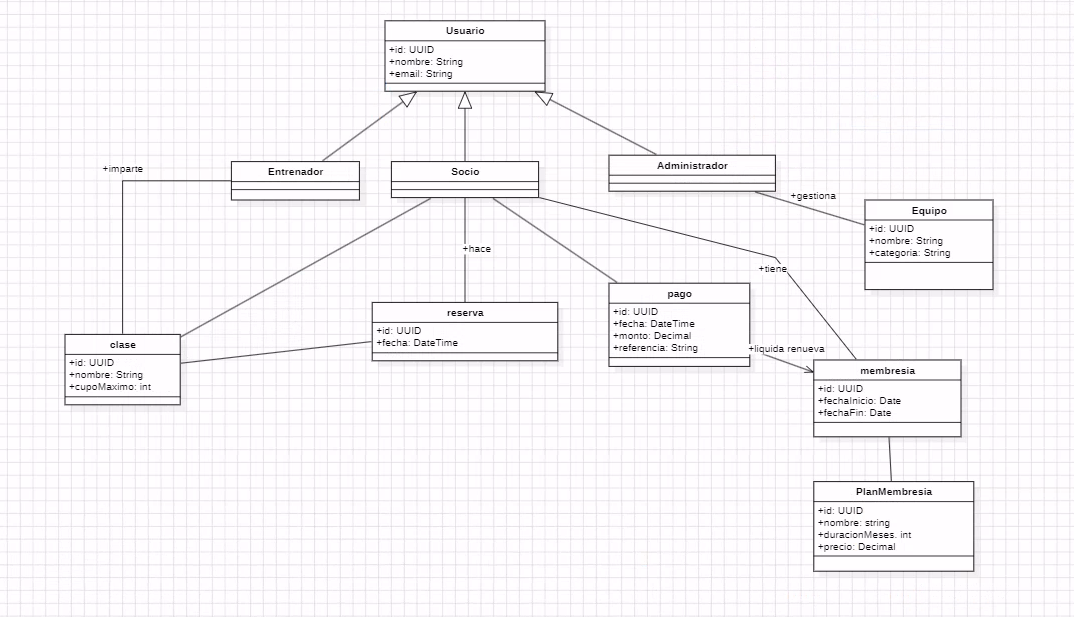 Usuario
+id: UUID
+nombre: String
+email: String
+imparte
Entrenador
Socio
Administrador
+gestiona
Equipo
+id: UUID
+nombre: String
+categoria: String
+hace
+tiene
pago
+id: UUID
+fecha: DateTime
+monto: Decimal
+referencia: String
reserva
+id: UUID
+fecha: DateTime
clase
+id: UUID
+nombre: String
+cupoMaximo: int
+liquida renueva
membresia
+id: UUID
+fechaInicio: Date
+fechaFin: Date
PlanMembresia
+id: UUID
+nombre: string
+duracionMeses. int
+precio: Decimal